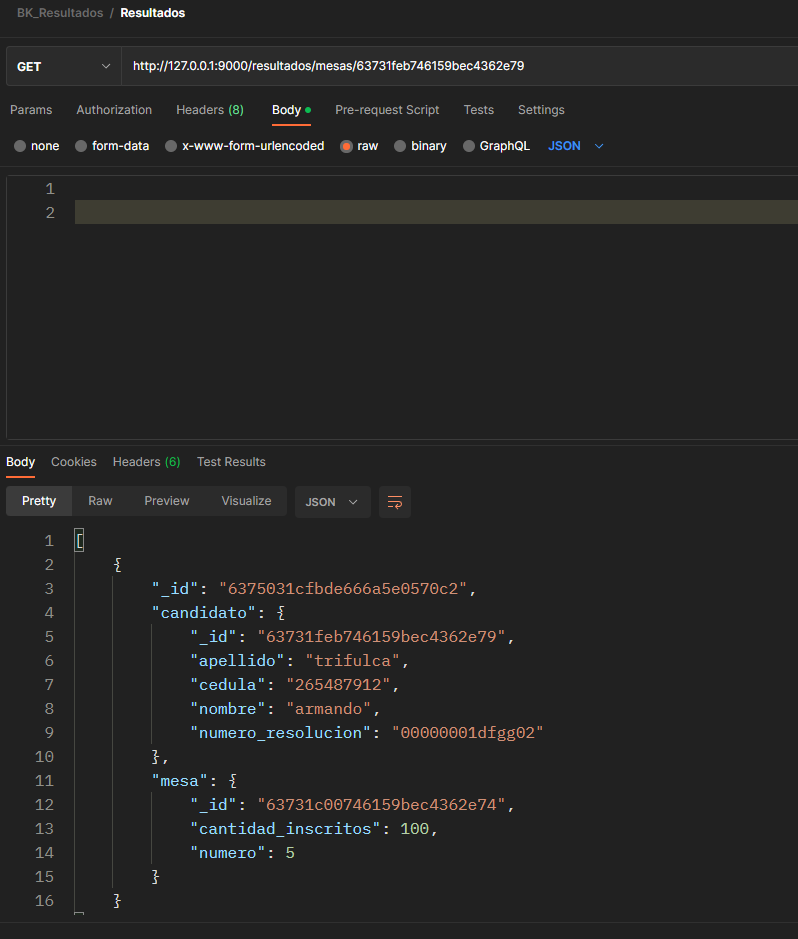 BK_Resultados / Resultados
GET http://127.0.0.1:9000/resultados/mesas/63731feb746159bec4362e79
Params Authorization Headers (8) Body Pre-request Script Tests Settings
none form-data x-www-form-urlencoded raw binary GraphQL JSON
1
2
Body Cookies Headers (6) Test Results
Pretty Raw Preview Visualize JSON
1 [
2 {
3 "_id": "6375031cfbde666a5e0570c2",
4 "candidato": {
5 "_id": "63731feb746159bec4362e79",
6 "apellido": "trifulca",
7 "cedula": "265487912",
8 "nombre": "armando",
9 "numero_resolucion": "00000001dfgg02"
10 },
11 "mesa": {
12 "_id": "63731c00746159bec4362e74",
13 "cantidad_inscritos": 100,
14 "numero": 5
15 }
16 }